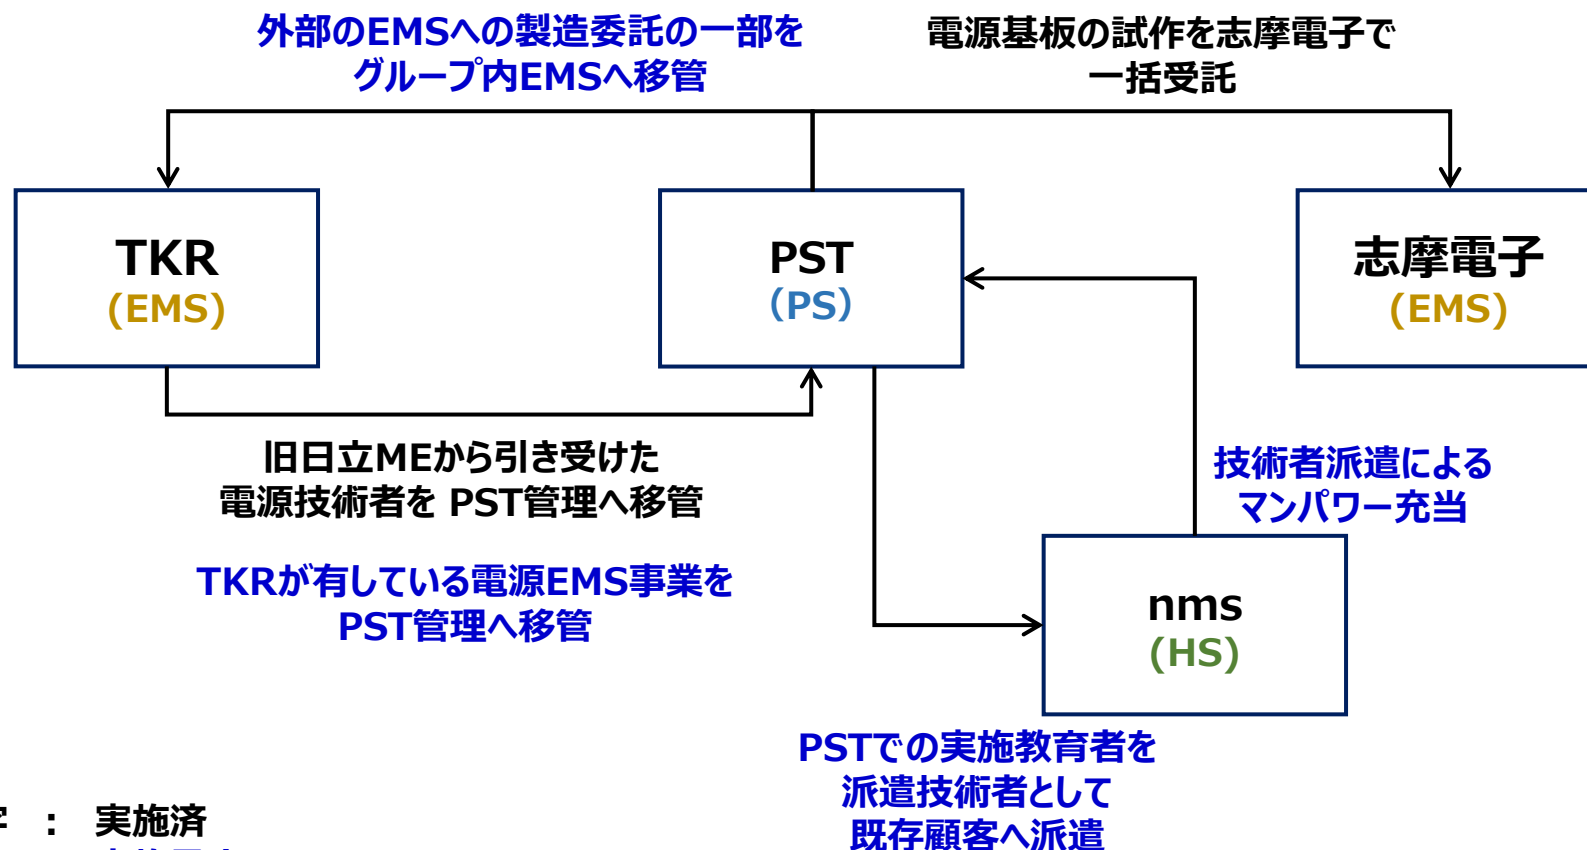 外部のEMSへの製造委託の一部を
グループ内EMSへ移管
電源基板の試作を志摩電子で
一括受託
TKR
(EMS)
PST
(PS)
志摩電子
(EMS)
旧日立MEから引き受けた
電源技術者を PST管理へ移管
TKRが有している電源EMS事業を
PST管理へ移管
技術者派遣による
マンパワー充当
nms
(HS)
PSTでの実施教育者を
派遣技術者として
既存顧客へ派遣
： 実施済